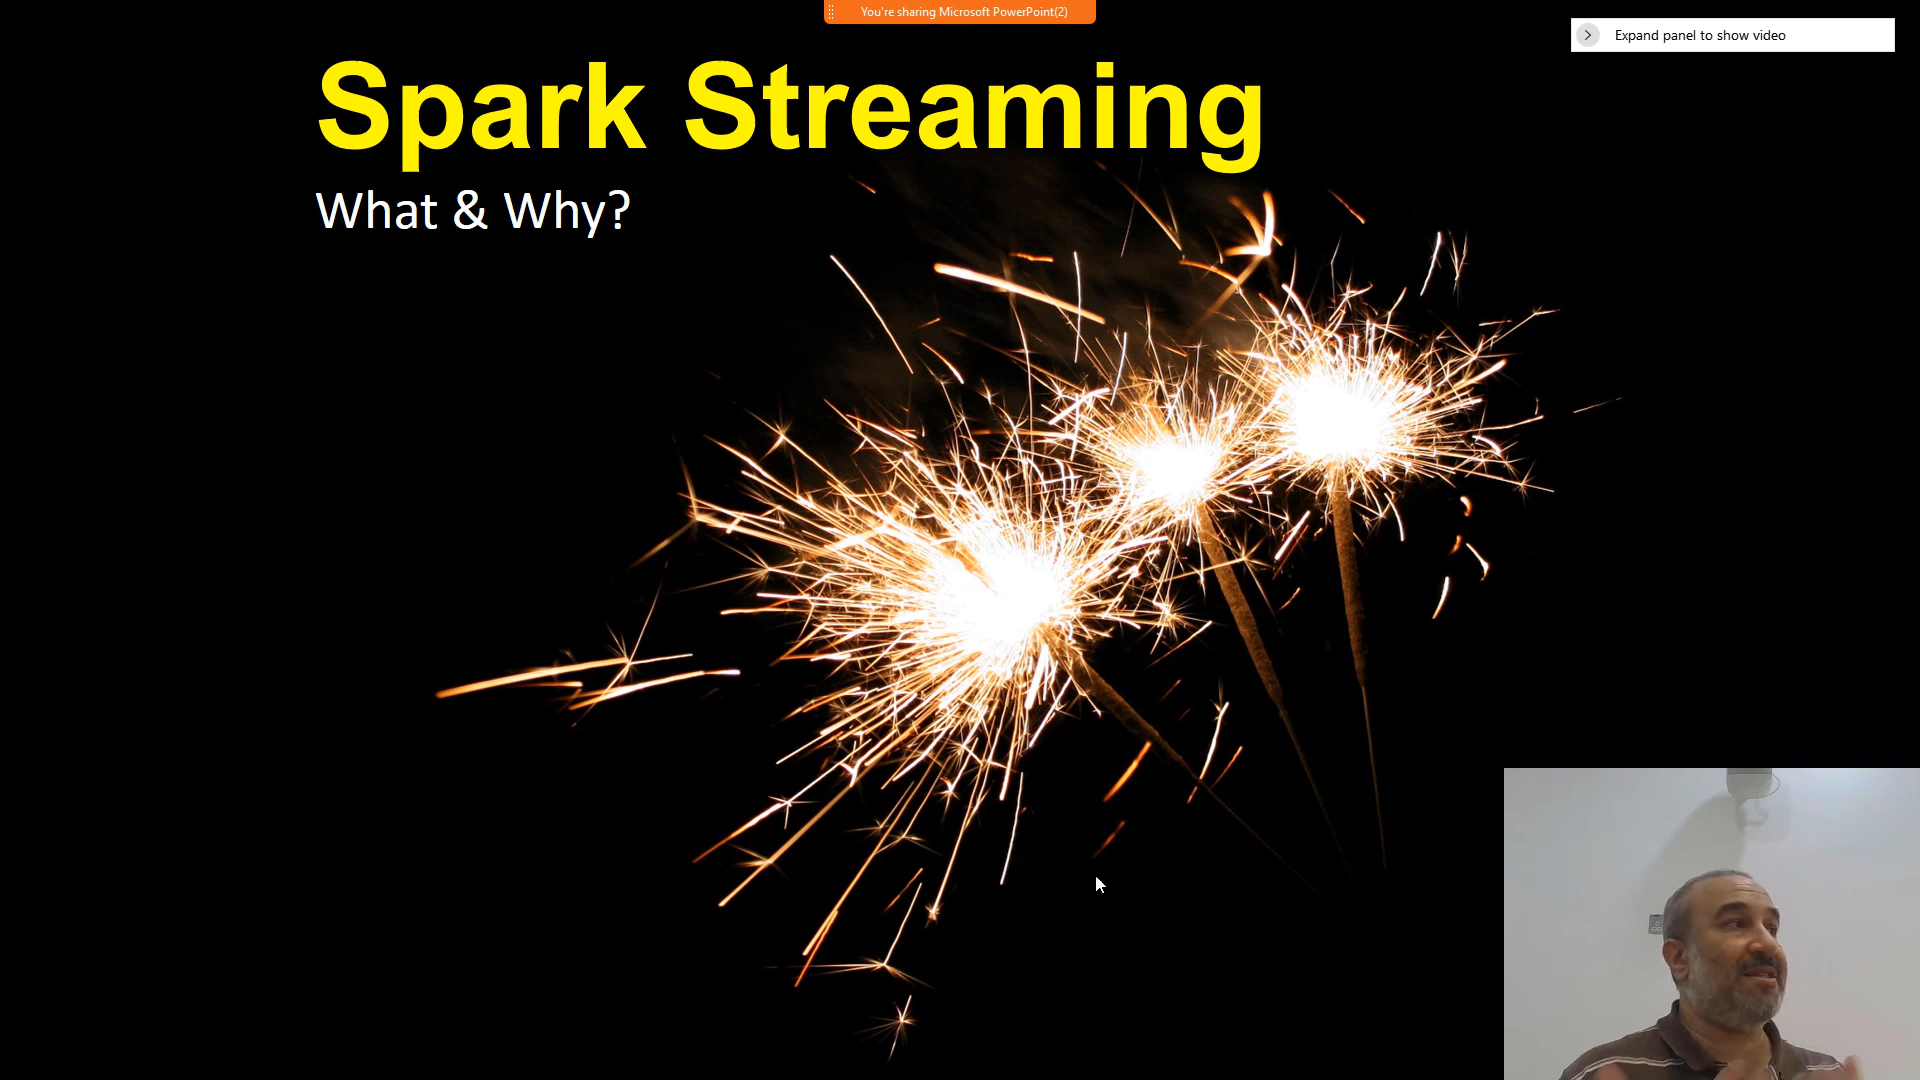 You're sharing Microsoft PowerPoint(2)
Expand panel to show video
Spark Streaming
What & Why?